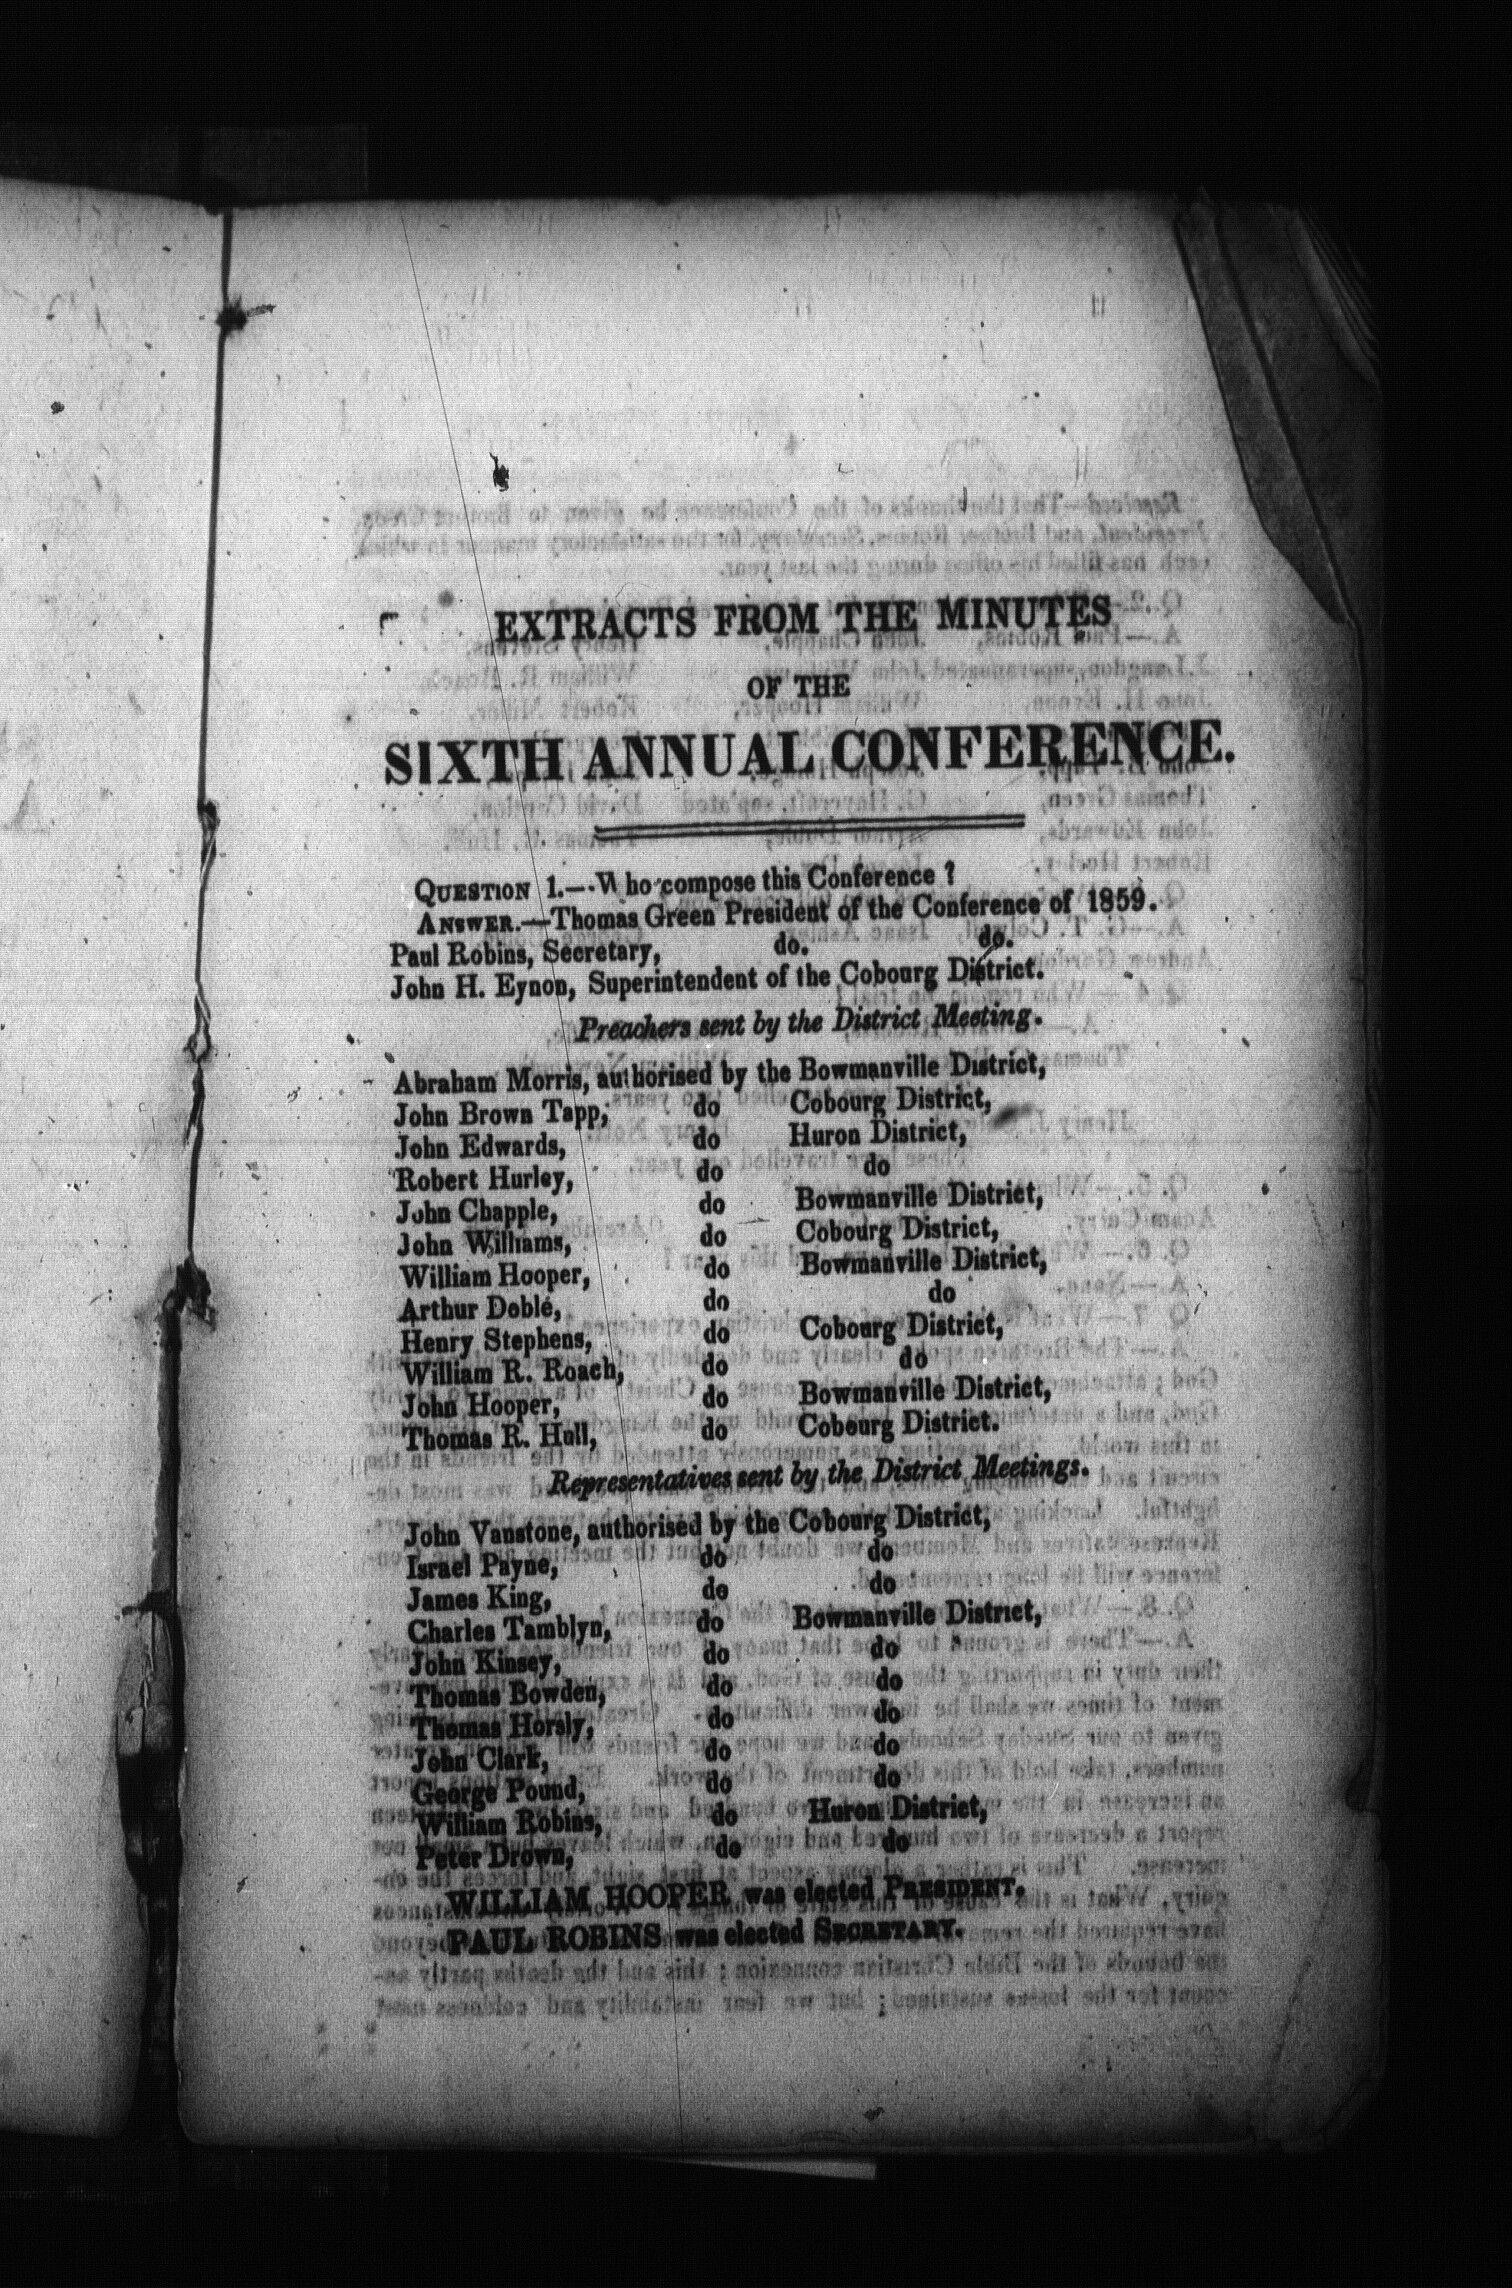 EXTRACTS FROM THE MINUTES
OF THE
SIXTH ANNUAL CONFERENCE.
QUESTION 1.—Who compose this Conference ?
ANSWER.—Thomas Green President of the Conference of 1859.
Paul Robins, Secretary, do. do.
John H. Eynon, Superintendent of the Cobourg District.
Preachers sent by the District Meeting.
Abraham Morris, authorised by the Bowmanville District,
John Brown Tapp, do Cobourg District,
John Edwards, do Huron District,
Robert Hurley, do do
John Chapple, do Bowmanville District,
John Williams, do Cobourg District,
William Hooper, do Bowmanville District,
Arthur Doble, do do
Henry Stephens, do Cobourg District,
William R. Roach, do do
John Hooper, do Bowmanville District,
Thomas R. Hull, do Cobourg District.
Representatives sent by the District Meetings.
John Vanstone, authorised by the Cobourg District,
Israel Payne, do do
James King, do do
Charles Tamblyn, do Bowmanville District,
John Kinsey, do do
Thomas Bowden, do do
Thomas Horsly, do do
John Clark, do do
George Pound, do do
William Robins, do Huron District,
Peter Drown, do do
WILLIAM HOOPER was elected PRESIDENT.
PAUL ROBINS was elected SECRETARY.